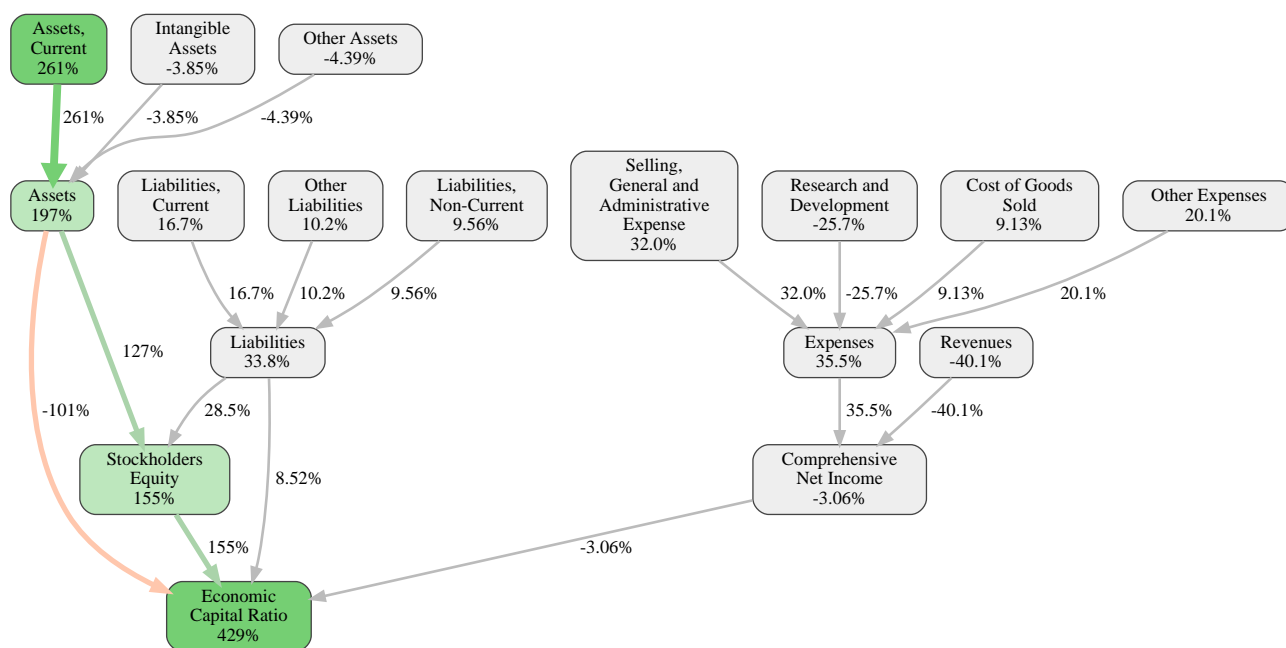 Assets,
Current
261%
Intangible
Assets
-3.85%
Other Assets
-4.39%
261%
-3.85%
-4.39%
Assets
197%
Liabilities,
Current
16.7%
Other
Liabilities
10.2%
Liabilities,
Non-Current
9.56%
Selling,
General and
Administrative
Expense
32.0%
Research and
Development
-25.7%
Cost of Goods
Sold
9.13%
Other Expenses
20.1%
16.7%
10.2%
9.56%
32.0%
-25.7%
9.13%
20.1%
127%
Liabilities
33.8%
Expenses
35.5%
Revenues
-40.1%
-101%
28.5%
35.5%
-40.1%
Stockholders
Equity
155%
8.52%
Comprehensive
Net Income
-3.06%
155%
-3.06%
Economic
Capital Ratio
429%